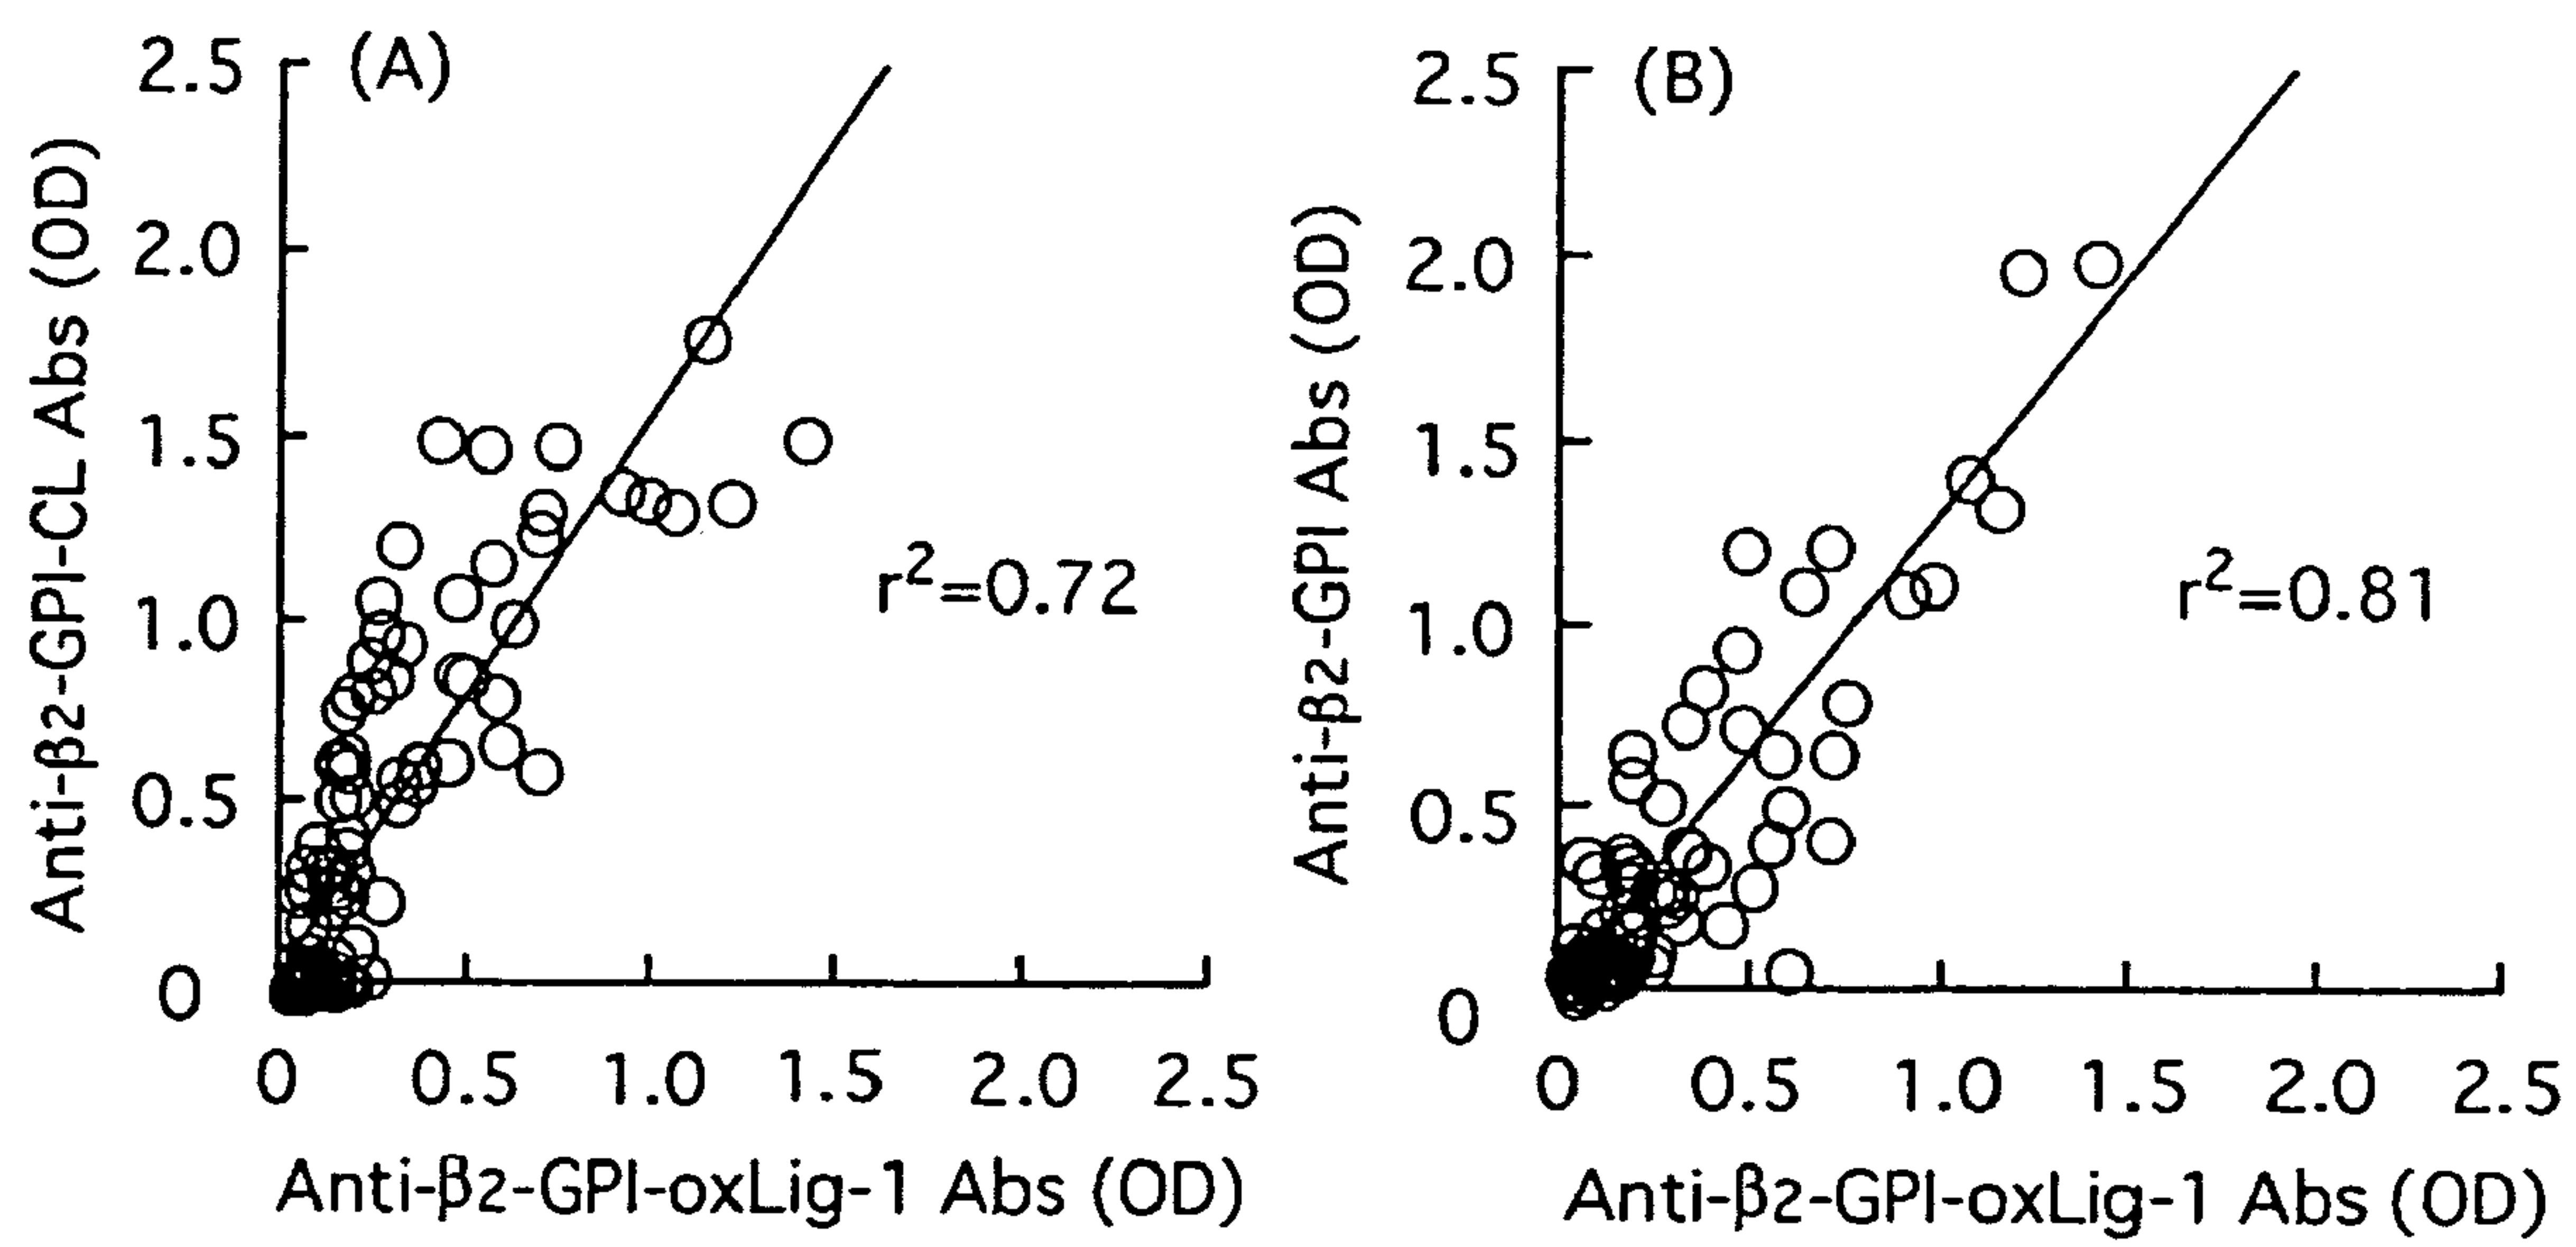 (A)
Anti-β2-GPI-CL Abs (OD)
2.5
2.0
1.5
1.0
0.5
0
r²=0.72
0 0.5 1.0 1.5 2.0 2.5
Anti-β2-GPI-oxLig-1 Abs (OD)
(B)
Anti-β2-GPI Abs (OD)
2.5
2.0
1.5
1.0
0.5
0
r²=0.81
0 0.5 1.0 1.5 2.0 2.5
Anti-β2-GPI-oxLig-1 Abs (OD)